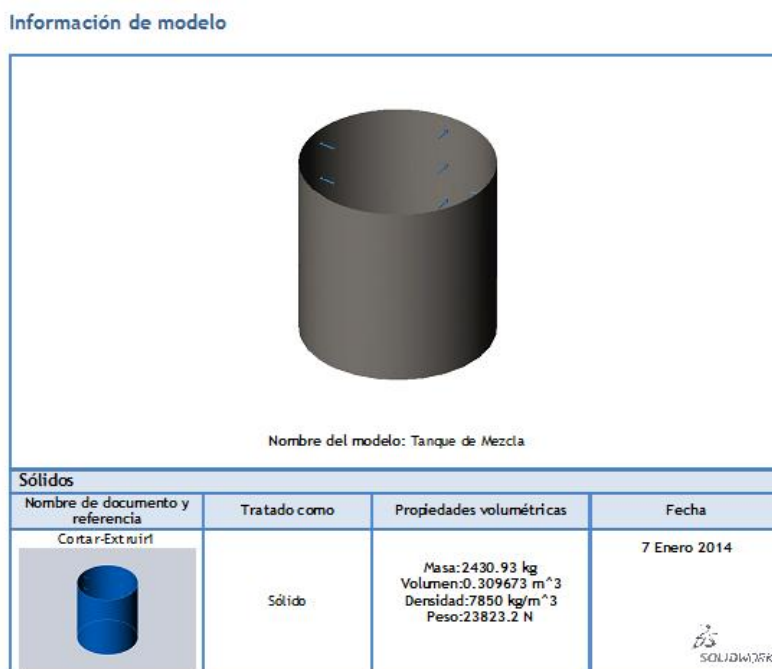 Información de modelo
Nombre del modelo: Tanque de Mezcla
Sólidos
Nombre de documento y
referencia
Tratado como
Propiedades volumétricas
Fecha
Cortar-Extruir1
Sólido
Masa:2430.93 kg
Volumen:0.309673 m^3
Densidad:7850 kg/m^3
Peso:23823.2 N
7 Enero 2014
SOLIDWORK